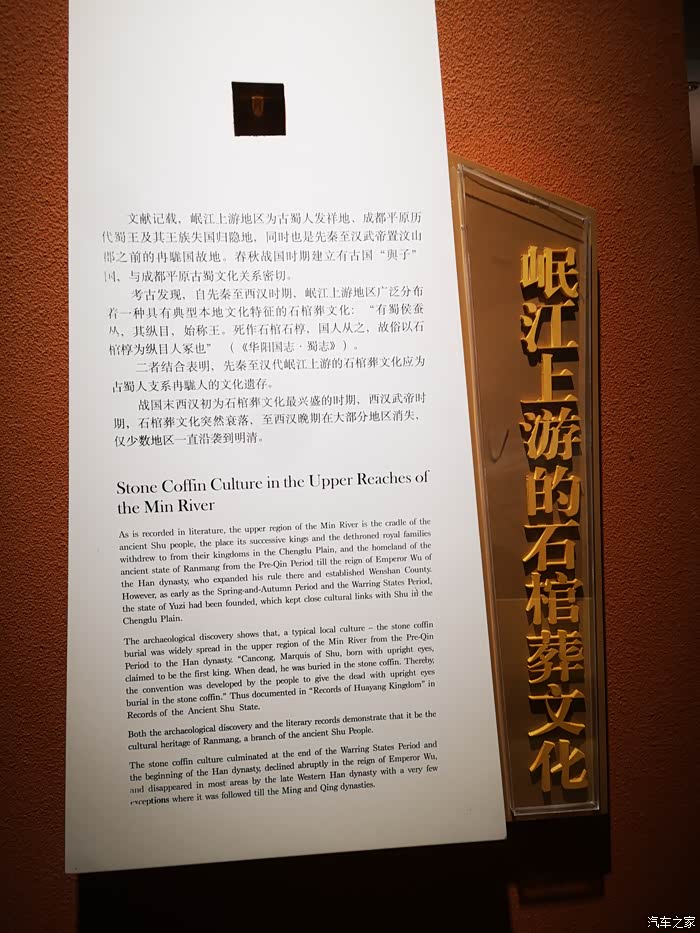 文献记载，岷江上游地区为古蜀人发祥地、成都平原历
代蜀王及其王族失国归隐地，同时也是先秦至汉武帝置汶山
郡之前的冉駹国故地。春秋战国时期建立有古国“與子”
国，与成都平原古蜀文化关系密切。
考古发现，自先秦至西汉时期，岷江上游地区广泛分布
着一种具有典型本地文化特征的石棺葬文化：“有蜀侯蚕
丛，其纵目，始称王。死作石棺石椁，国人从之，故俗以石
棺椁为纵目人冢也”（《华阳国志·蜀志》）。
二者结合表明，先秦至汉代岷江上游的石棺葬文化应为
古蜀人支系冉駹人的文化遗存。
战国末西汉初为石棺葬文化最兴盛的时期，西汉武帝时
期，石棺葬文化突然衰落，至西汉晚期在大部分地区消失，
仅少数地区一直沿袭到明清。
Stone Coffin Culture in the Upper Reaches of
the Min River
As is recorded in literature, the upper region of the Min River is the cradle of the
ancient Shu people, the place its successive kings and the dethroned royal families
withdrew to from their kingdoms in the Chengdu Plain, and the homeland of the
ancient state of Ranmang from the Pre-Qin Period till the reign of Emperor Wu of
the Han dynasty, who expanded his rule there and established Wenshan County.
However, as early as the Spring-and-Autumn Period and the Warring States Period,
the state of Yuzi had been founded, which kept close cultural links with Shu in the
Chengdu Plain.
The archaeological discovery shows that, a typical local culture – the stone coffin
burial was widely spread in the upper region of the Min River from the Pre-Qin
Period to the Han dynasty. “Cancong, Marquis of Shu, born with upright eyes,
claimed to be the first king. When dead, he was buried in the stone coffin. Thereby,
the convention was developed by the people to give the dead with upright eyes
burial in the stone coffin.” Thus documented in “Records of Huayang Kingdom” in
Records of the Ancient Shu State.
Both the archaeological discovery and the literary records demonstrate that it be the
cultural heritage of Ranmang, a branch of the ancient Shu People.
The stone coffin culture culminated at the end of the Warring States Period and
the beginning of the Han dynasty, declined abruptly in the reign of Emperor Wu,
and disappeared in most areas by the late Western Han dynasty with a very few
exceptions where it was followed till the Ming and Qing dynasties.
岷江上游的石棺葬文化
汽车之家